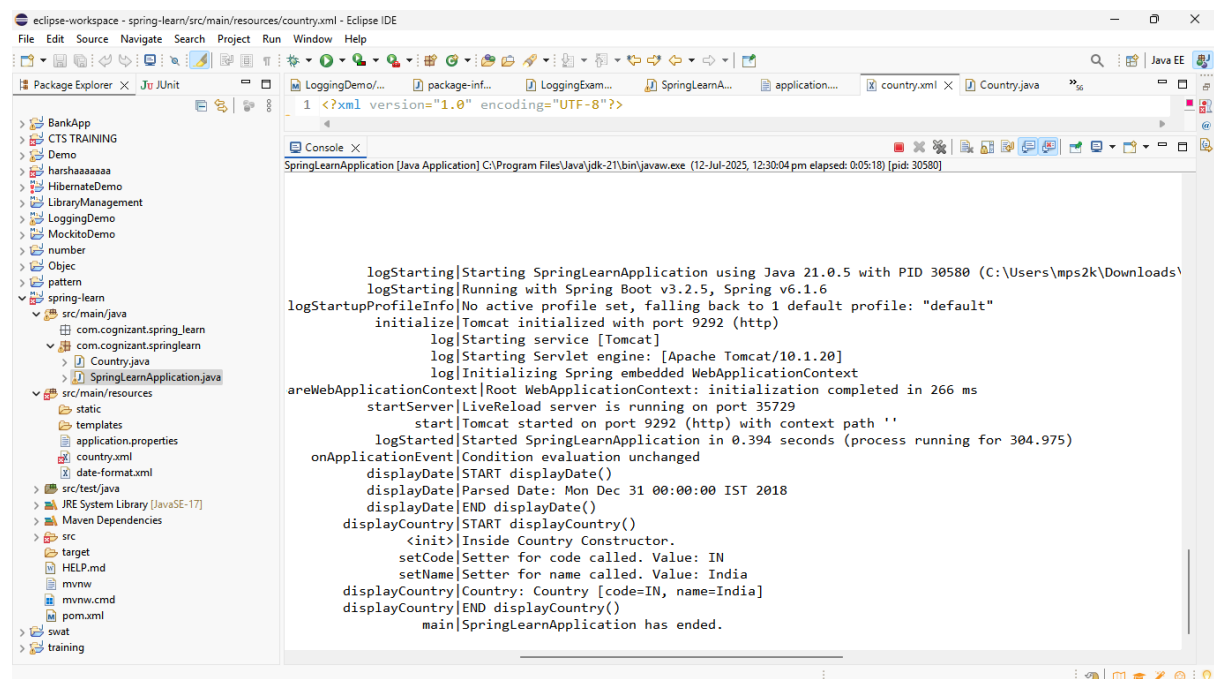 eclipse-workspace - spring-learn/src/main/resources/country.xml - Eclipse IDE
File Edit Source Navigate Search Project Run Window Help
Java EE
Package Explorer
JUnit
LoggingDemo/...
package-inf...
LoggingExam...
SpringLearnA...
application....
country.xml
Country.java
»56
1 <?xml version="1.0" encoding="UTF-8"?>
BankApp
CTS TRAINING
Demo
harshaaaaaaa
HibernateDemo
LibraryManagement
LoggingDemo
MockitoDemo
number
Objec
pattern
spring-learn
src/main/java
com.cognizant.spring_learn
com.cognizant.springlearn
Country.java
SpringLearnApplication.java
src/main/resources
static
templates
application.properties
country.xml
date-format.xml
src/test/java
JRE System Library [JavaSE-17]
Maven Dependencies
src
target
HELP.md
mvnw
mvnw.cmd
pom.xml
swat
training
Console
SpringLearnApplication [Java Application] C:\Program Files\Java\jdk-21\bin\javaw.exe (12-Jul-2025, 12:30:04 pm elapsed: 0:05:18) [pid: 30580]
logStarting|Starting SpringLearnApplication using Java 21.0.5 with PID 30580 (C:\Users\mps2k\Downloads\
logStarting|Running with Spring Boot v3.2.5, Spring v6.1.6
logStartupProfileInfo|No active profile set, falling back to 1 default profile: "default"
initialize|Tomcat initialized with port 9292 (http)
log|Starting service [Tomcat]
log|Starting Servlet engine: [Apache Tomcat/10.1.20]
log|Initializing Spring embedded WebApplicationContext
areWebApplicationContext|Root WebApplicationContext: initialization completed in 266 ms
startServer|LiveReload server is running on port 35729
start|Tomcat started on port 9292 (http) with context path ''
logStarted|Started SpringLearnApplication in 0.394 seconds (process running for 304.975)
onApplicationEvent|Condition evaluation unchanged
displayDate|START displayDate()
displayDate|Parsed Date: Mon Dec 31 00:00:00 IST 2018
displayDate|END displayDate()
displayCountry|START displayCountry()
<init>|Inside Country Constructor.
setCode|Setter for code called. Value: IN
setName|Setter for name called. Value: India
displayCountry|Country: Country [code=IN, name=India]
displayCountry|END displayCountry()
main|SpringLearnApplication has ended.